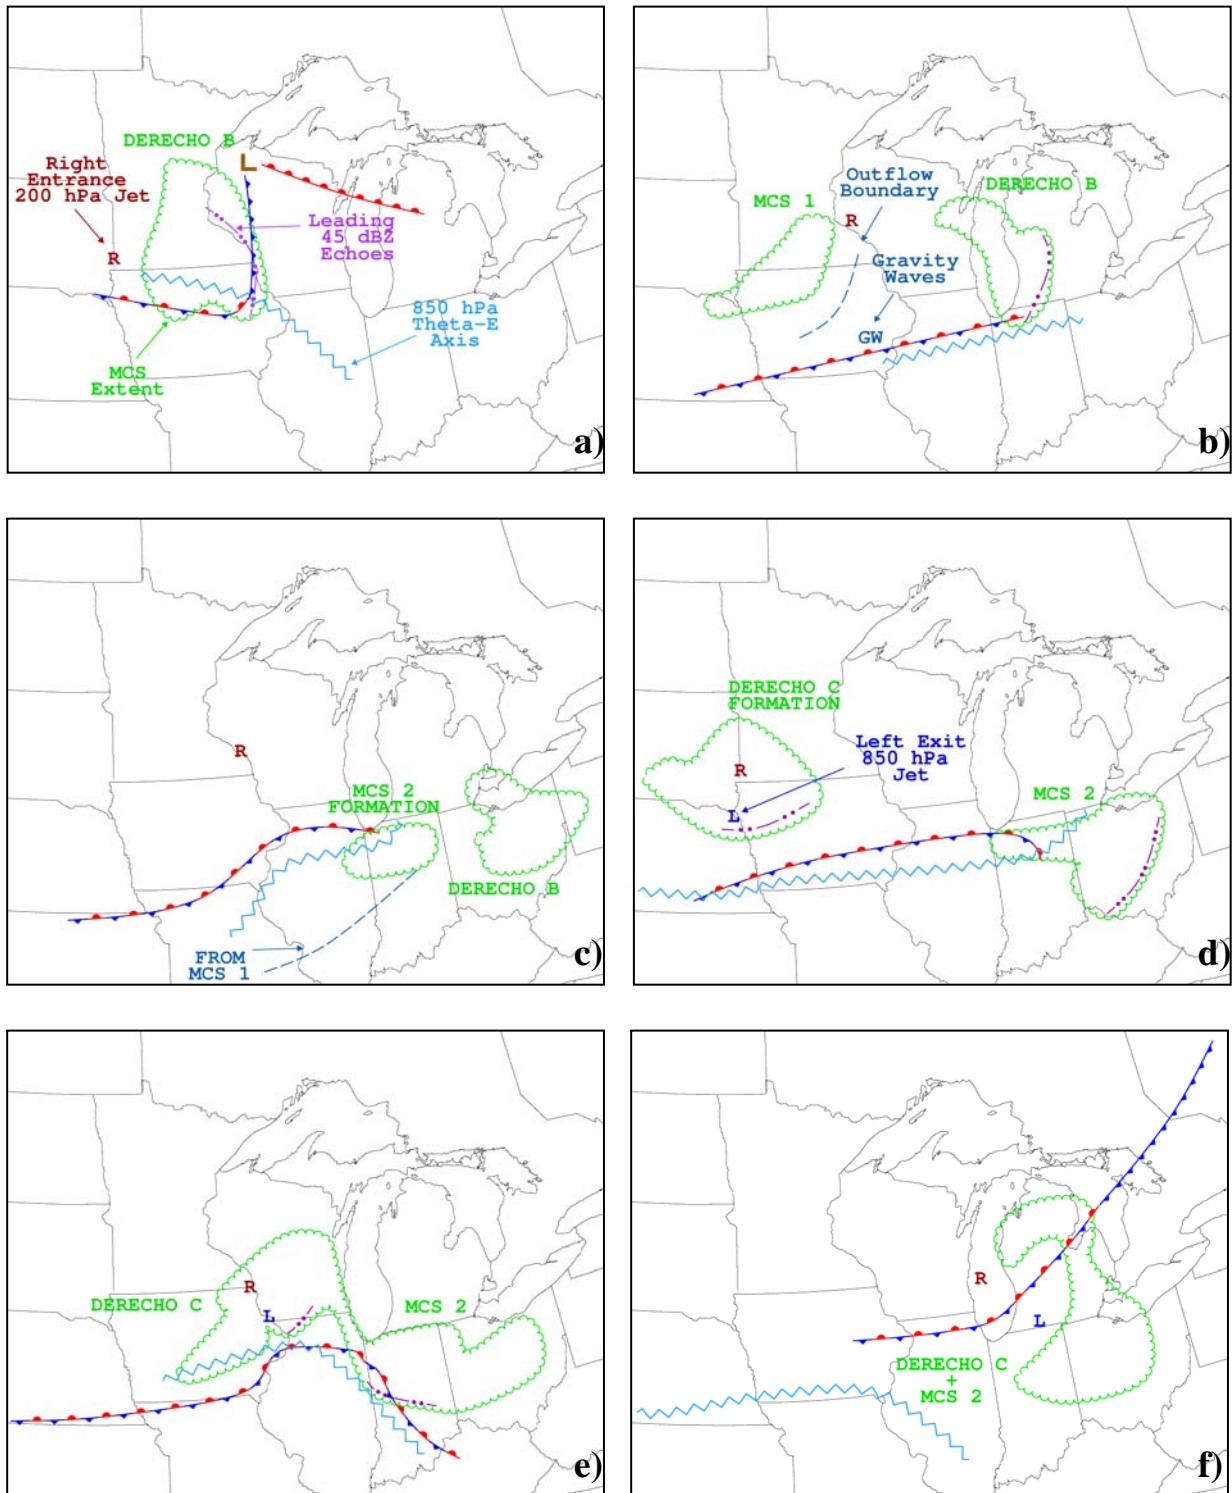 DERECHO B
L
Right
Entrance
200 hPa Jet
Leading
45 dBZ
Echoes
R
850 hPa
Theta-E
Axis
MCS
Extent
a)
Outflow
Boundary
DERECHO B
MCS 1
R
Gravity
Waves
GW
b)
R
MCS 2
FORMATION
DERECHO B
FROM
MCS 1
c)
DERECHO C
FORMATION
Left Exit
850 hPa
Jet
R
MCS 2
L
d)
R
DERECHO C
MCS 2
L
e)
R
L
DERECHO C
+
MCS 2
f)